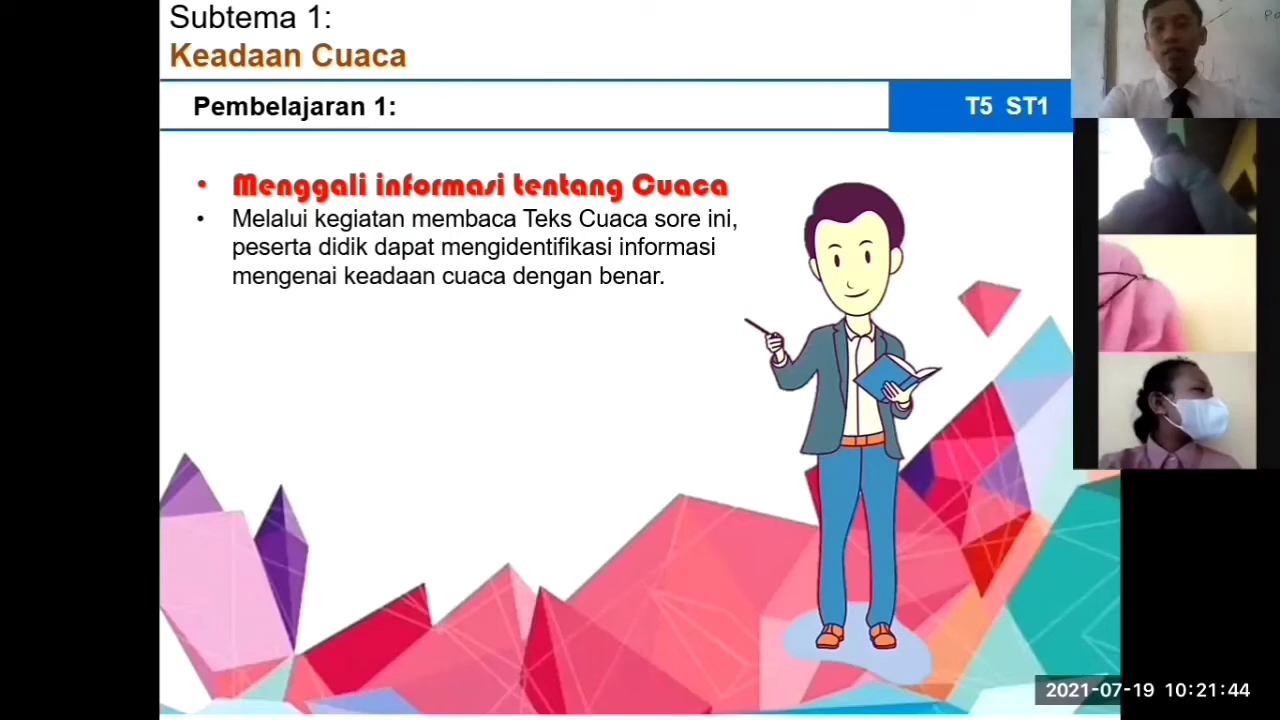 Subtema 1:
Keadaan Cuaca
Pembelajaran 1:
T5 ST1
• Menggali informasi tentang Cuaca
• Melalui kegiatan membaca Teks Cuaca sore ini,
peserta didik dapat mengidentifikasi informasi
mengenai keadaan cuaca dengan benar.
2021-07-19 10:21:44